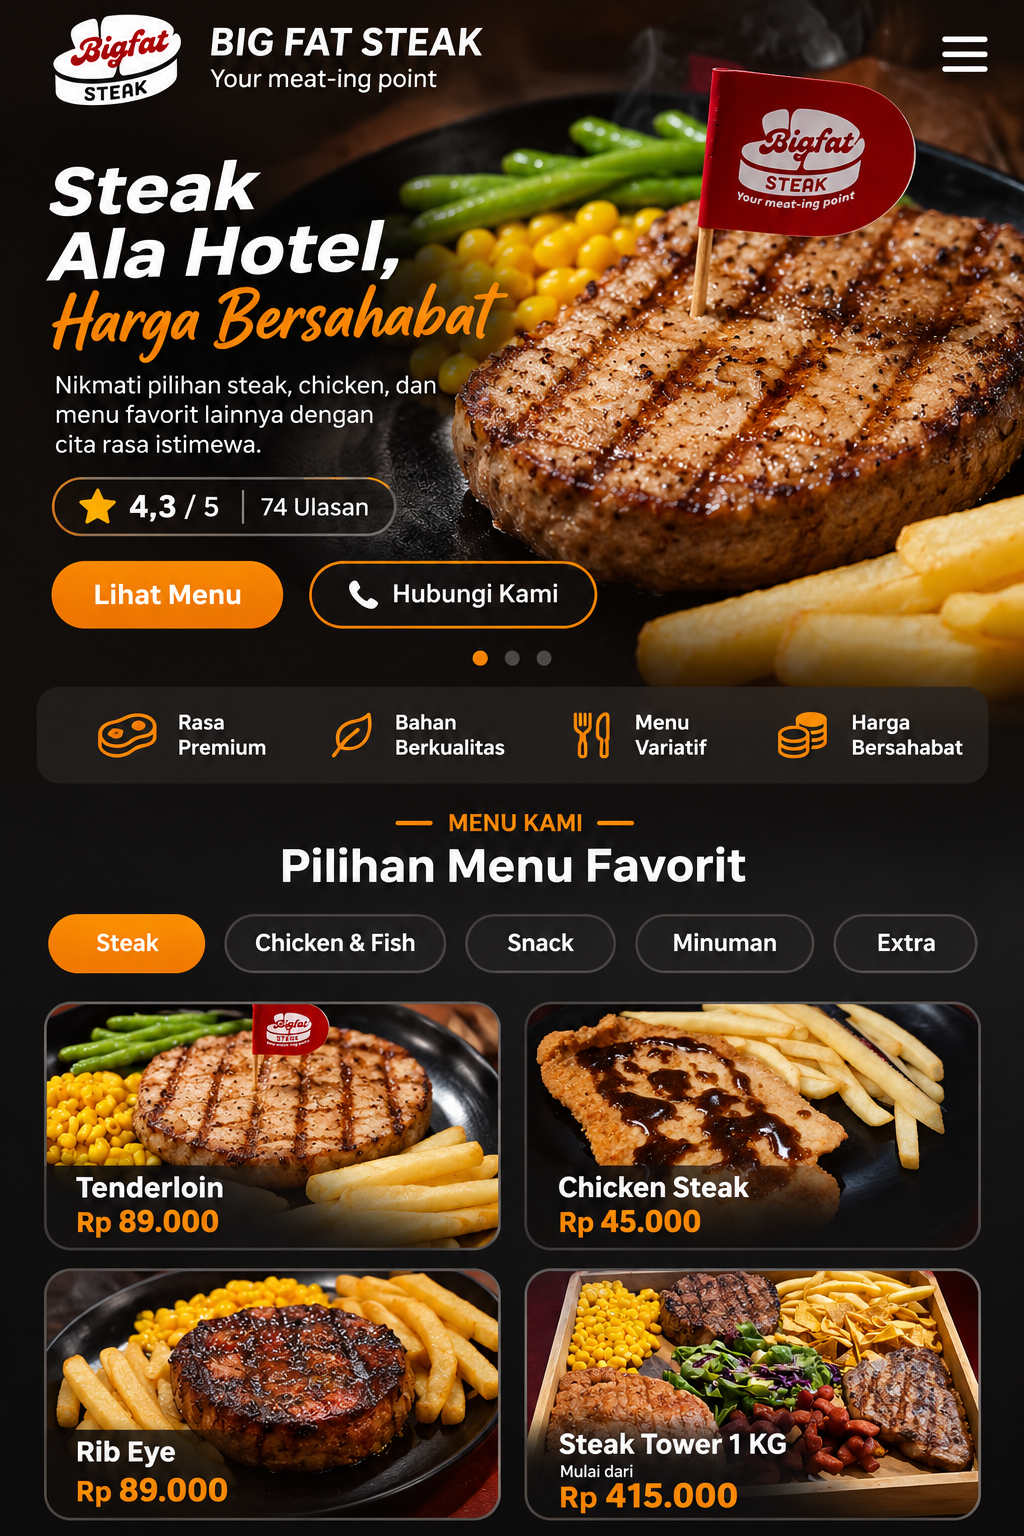 Bigfat
STEAK
BIG FAT STEAK
Your meat-ing point
Bigfat
STEAK
Your meat-ing point
Steak
Ala Hotel,
Harga Bersahabat
Nikmati pilihan steak, chicken, dan
menu favorit lainnya dengan
cita rasa istimewa.
4,3 / 5 | 74 Ulasan
Lihat Menu
Hubungi Kami
Rasa
Premium
Bahan
Berkualitas
Menu
Variatif
Harga
Bersahabat
MENU KAMI
Pilihan Menu Favorit
Steak
Chicken & Fish
Snack
Minuman
Extra
Bigfat
STEAK
Tenderloin
Rp 89.000
Chicken Steak
Rp 45.000
Rib Eye
Rp 89.000
Steak Tower 1 KG
Mulai dari
Rp 415.000